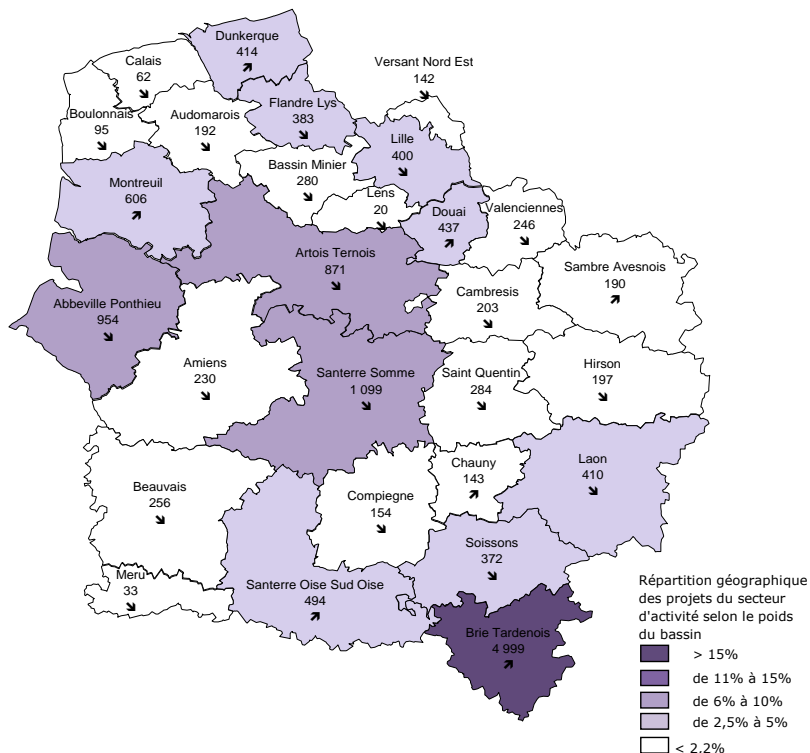 Dunkerque
414
Calais
62
Versant Nord Est
142
Boulonnais
95
Audomarois
192
Flandre Lys
383
Lille
400
Bassin Minier
280
Montreuil
606
Lens
20
Douai
437
Valenciennes
246
Artois Ternois
871
Sambre Avesnois
190
Abbeville Ponthieu
954
Cambresis
203
Amiens
230
Santerre Somme
1 099
Saint Quentin
284
Hirson
197
Beauvais
256
Compiegne
154
Chauny
143
Laon
410
Soissons
372
Meru
33
Santerre Oise Sud Oise
494
Brie Tardenois
4 999
Répartition géographique
des projets du secteur
d'activité selon le poids
du bassin
> 15%
de 11% à 15%
de 6% à 10%
de 2,5% à 5%
< 2,2%